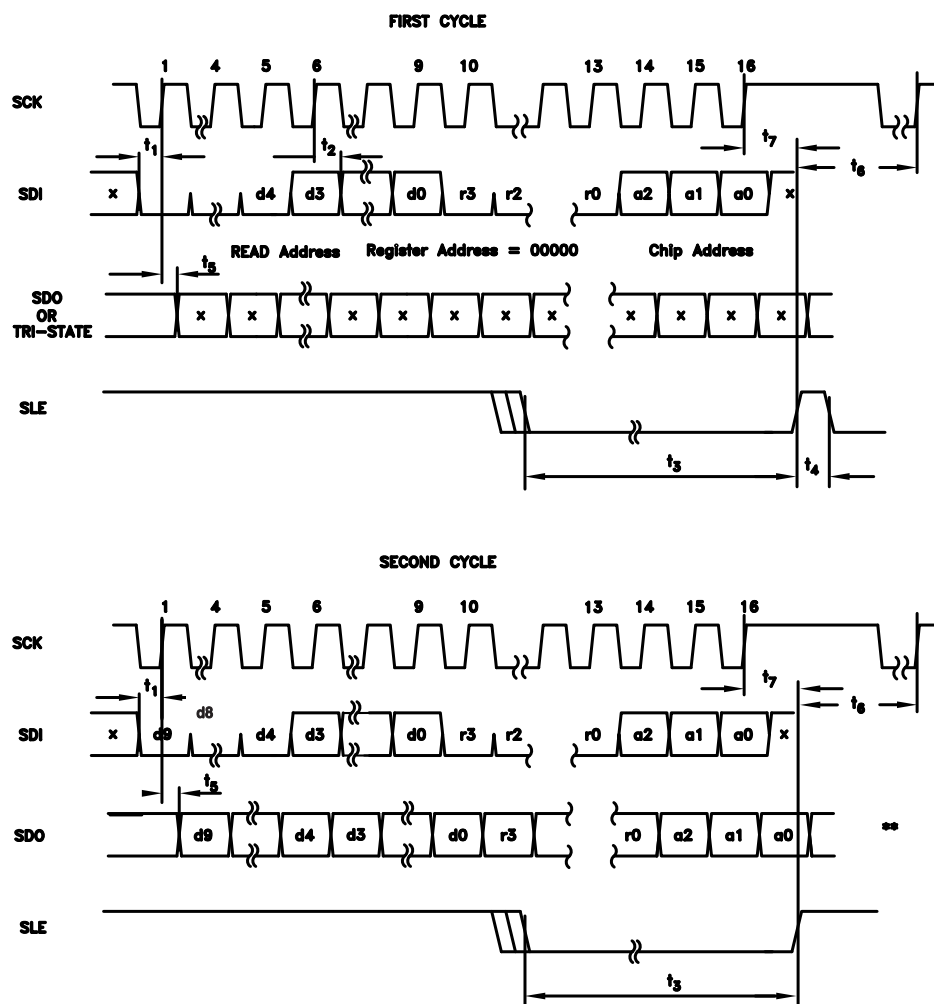 FIRST CYCLE
1 4 5 6 9 10 13 14 15 16
SCK
t1 t2 t7 t6
SDI x d4 d3 d0 r3 r2 r0 a2 a1 a0 x
READ Address Register Address = 00000 Chip Address
t5
SDO
OR
TRI-STATE
x x x x x x x x x x x
SLE
t3 t4
SECOND CYCLE
1 4 5 6 9 10 13 14 15 16
SCK
t1 t7 t6
d8
SDI x d9 d4 d3 d0 r3 r2 r0 a2 a1 a0 x
t5
SDO d9 d4 d3 d0 r3 r0 a2 a1 a0 **
SLE
t3